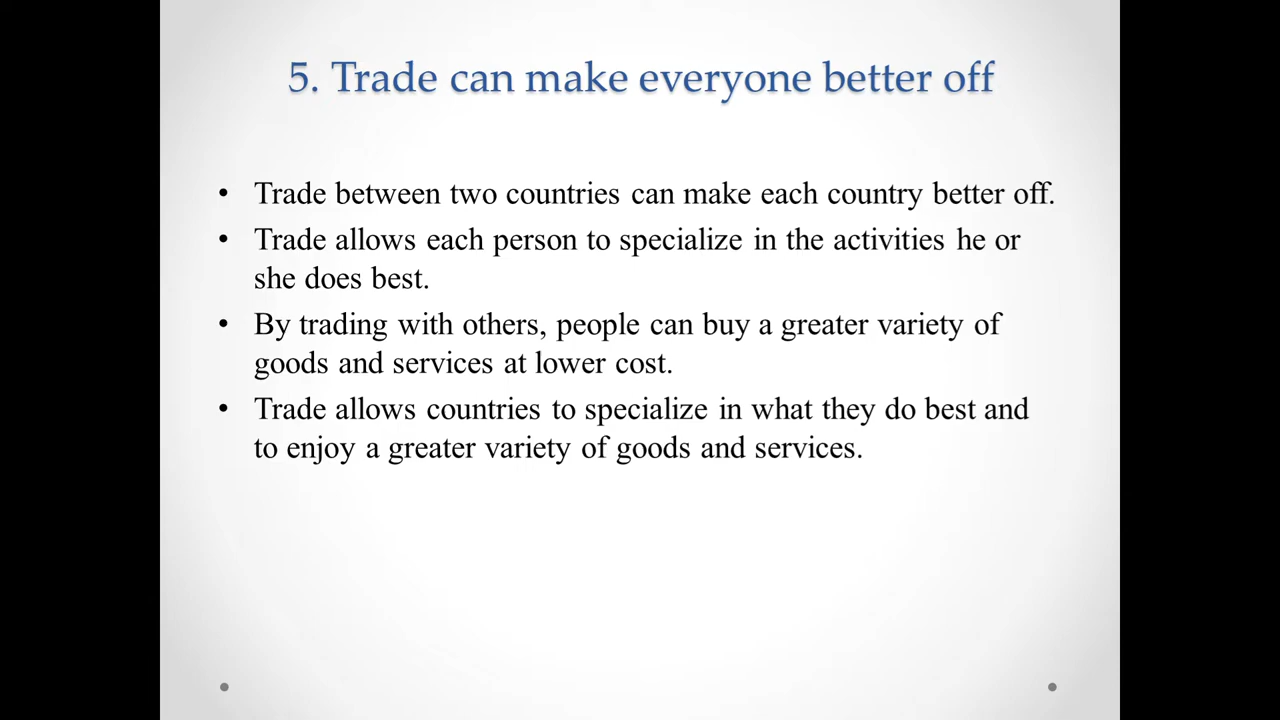 5. Trade can make everyone better off
• Trade between two countries can make each country better off.
• Trade allows each person to specialize in the activities he or
she does best.
• By trading with others, people can buy a greater variety of
goods and services at lower cost.
• Trade allows countries to specialize in what they do best and
to enjoy a greater variety of goods and services.